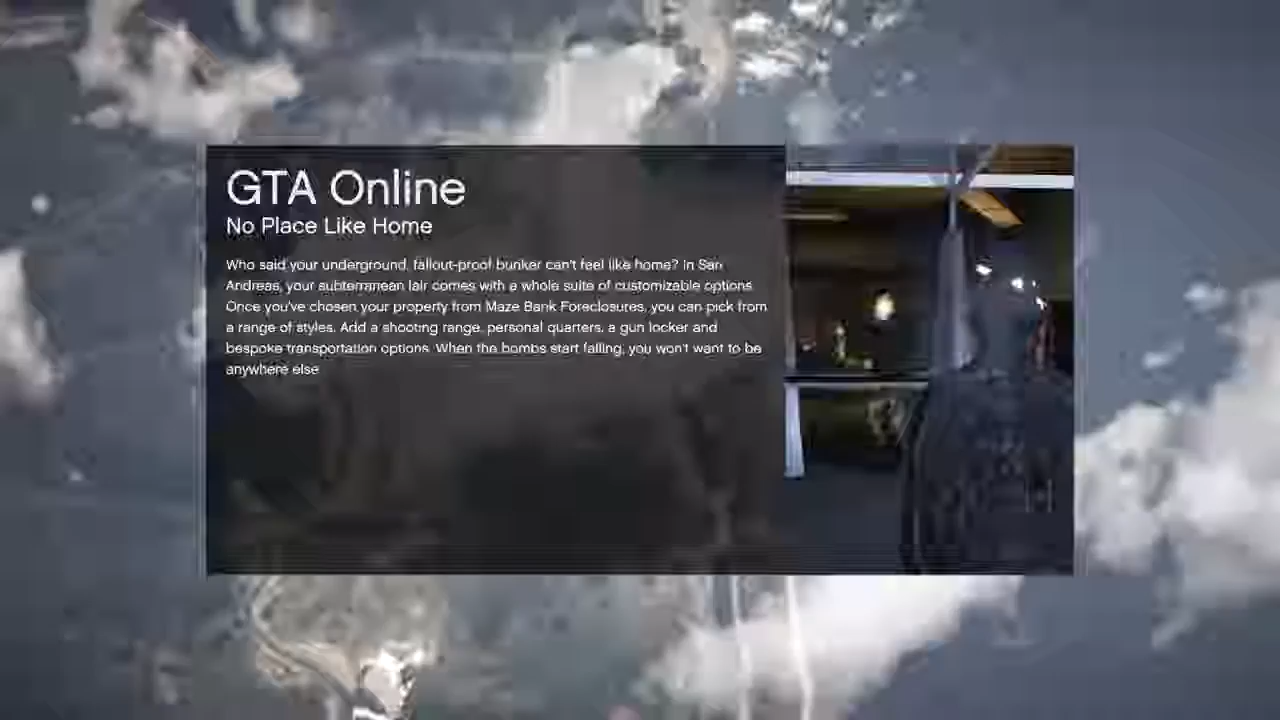 GTA Online
No Place Like Home
Who said your underground, fallout-proof bunker can't feel like home? In San
Andreas, your subterranean lair comes with a whole suite of customizable options.
Once you've chosen your property from Maze Bank Foreclosures, you can pick from
a range of styles. Add a shooting range, personal quarters, a gun locker and
bespoke transportation options. When the bombs start falling, you won't want to be
anywhere else.